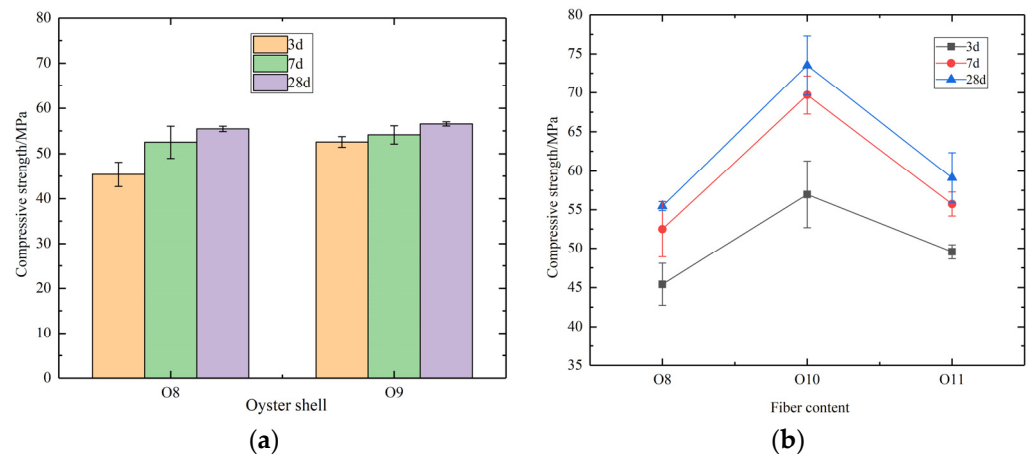 80
70
60
50
40
30
20
10
0
Compressive strength/MPa
3d
7d
28d
O8
O9
Oyster shell
(a)
80
75
70
65
60
55
50
45
40
35
Compressive strength/MPa
3d
7d
28d
O8
O10
O11
Fiber content
(b)